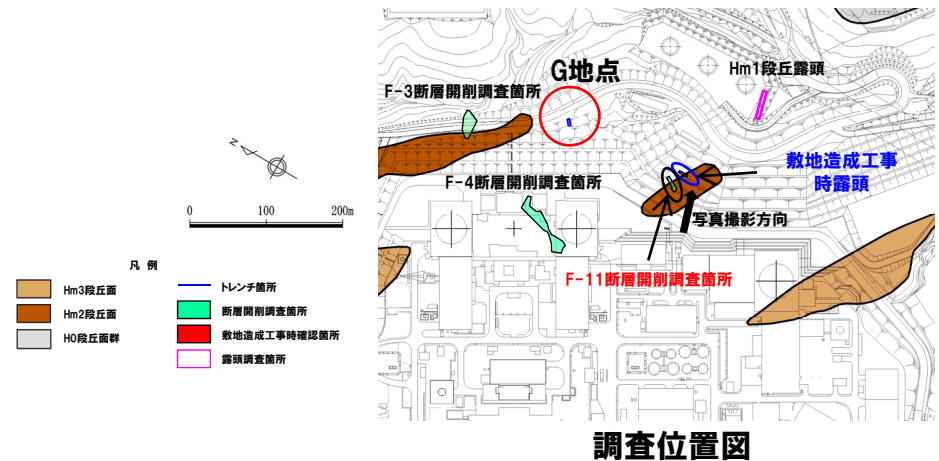 N
0 100 200m
凡 例
Hm3段丘面
Hm2段丘面
H0段丘面群
トレンチ箇所
断層開削調査箇所
敷地造成工事時確認箇所
露頭調査箇所
G地点
Hm1段丘露頭
F-3断層開削調査箇所
敷地造成工事
時露頭
F-4断層開削調査箇所
写真撮影方向
F-11断層開削調査箇所
調査位置図